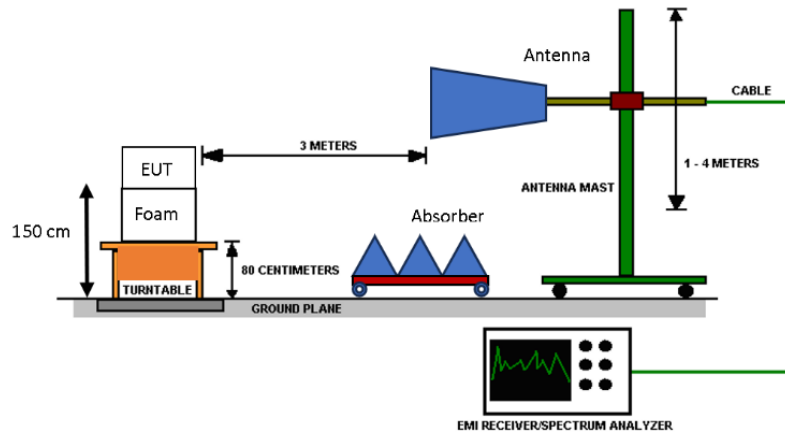 Antenna
CABLE
3 METERS
EUT
1 - 4 METERS
ANTENNA MAST
Foam
Absorber
150 cm
80 CENTIMETERS
TURNTABLE
GROUND PLANE
EMI RECEIVER/SPECTRUM ANALYZER